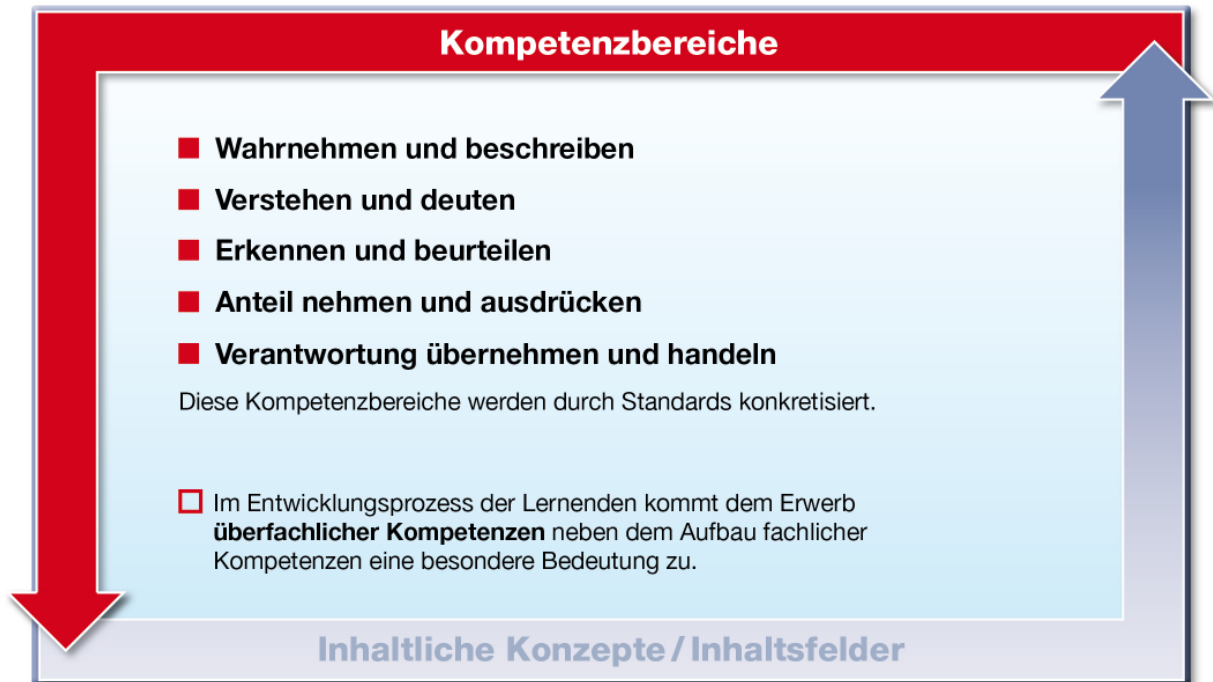 Kompetenzbereiche
Wahrnehmen und beschreiben
Verstehen und deuten
Erkennen und beurteilen
Anteil nehmen und ausdrücken
Verantwortung übernehmen und handeln
Diese Kompetenzbereiche werden durch Standards konkretisiert.
Im Entwicklungsprozess der Lernenden kommt dem Erwerb
überfachlicher Kompetenzen neben dem Aufbau fachlicher
Kompetenzen eine besondere Bedeutung zu.
Inhaltliche Konzepte / Inhaltsfelder